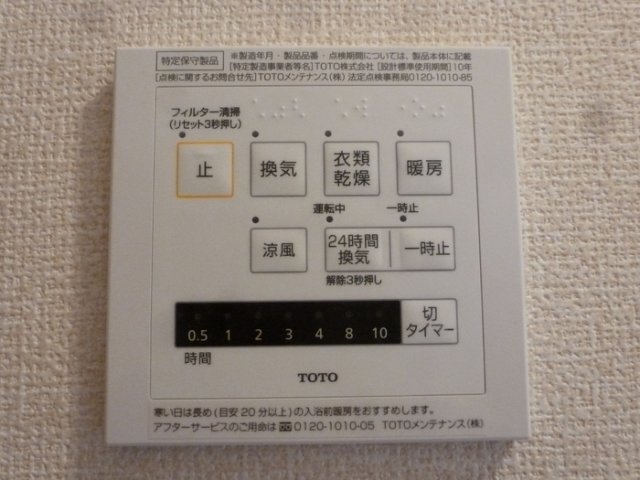 特定保守製品
※製造年月・製品品番・点検期間については、製品本体に記載
[特定製造事業者等名]TOTO株式会社 [設計標準使用期間]10年
[点検に関するお問合せ先]TOTOメンテナンス(株) 法定点検事務局0120-1010-85
フィルター清掃
(リセット3秒押し)
止
換気
衣類
乾燥
暖房
運転中
一時止
涼風
24時間
換気
一時止
解除3秒押し
0.5 1 2 3 4 8 10
切
タイマー
時間
TOTO
寒い日は長め(目安20分以上)の入浴前暖房をおすすめします。
アフターサービスのご用命は 0120-1010-05 TOTOメンテナンス(株)